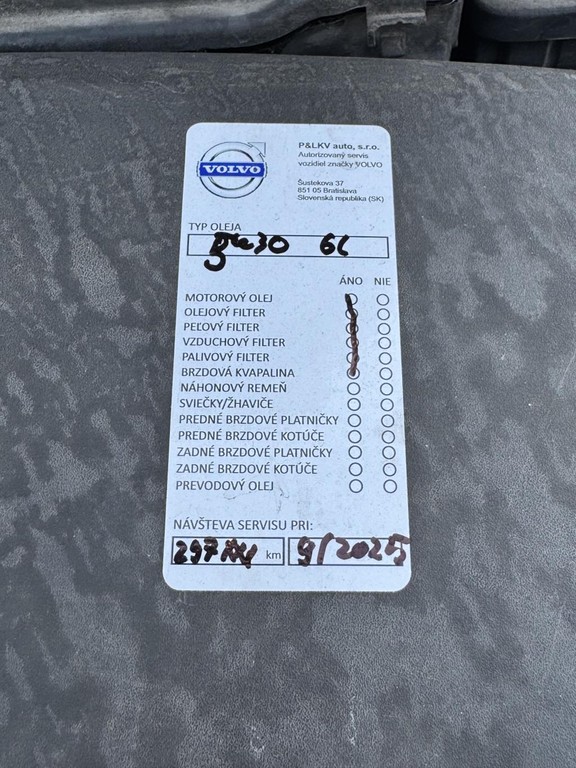 VOLVO
P&LKV auto, s.r.o.
Autorizovaný servis
vozidiel značky VOLVO
Šustekova 37
851 05 Bratislava
Slovenská republika (SK)
TYP OLEJA
30 6L
ÁNO NIE
MOTOROVÝ OLEJ
OLEJOVÝ FILTER
PEĽOVÝ FILTER
VZDUCHOVÝ FILTER
PALIVOVÝ FILTER
BRZDOVÁ KVAPALINA
NÁHONOVÝ REMEŇ
SVIEČKY/ŽHAVIČE
PREDNÉ BRZDOVÉ PLATNIČKY
PREDNÉ BRZDOVÉ KOTÚČE
ZADNÉ BRZDOVÉ PLATNIČKY
ZADNÉ BRZDOVÉ KOTÚČE
PREVODOVÝ OLEJ
NÁVŠTEVA SERVISU PRI:
km 9/2025